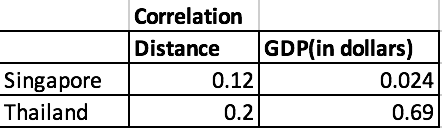 Correlation
Distance GDP(in dollars)
Singapore 0.12 0.024
Thailand 0.2 0.69